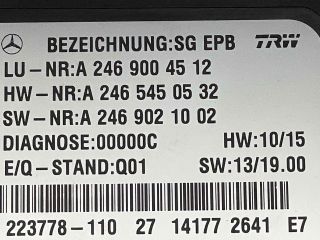 BEZEICHNUNG:SG EPB TRW
LU-NR:A 246 900 45 12
HW-NR:A 246 545 05 32
SW-NR:A 246 902 10 02
DIAGNOSE:00000C HW:10/15
E/Q-STAND:Q01 SW:13/19.00
223778-110 27 14177 2641 E7